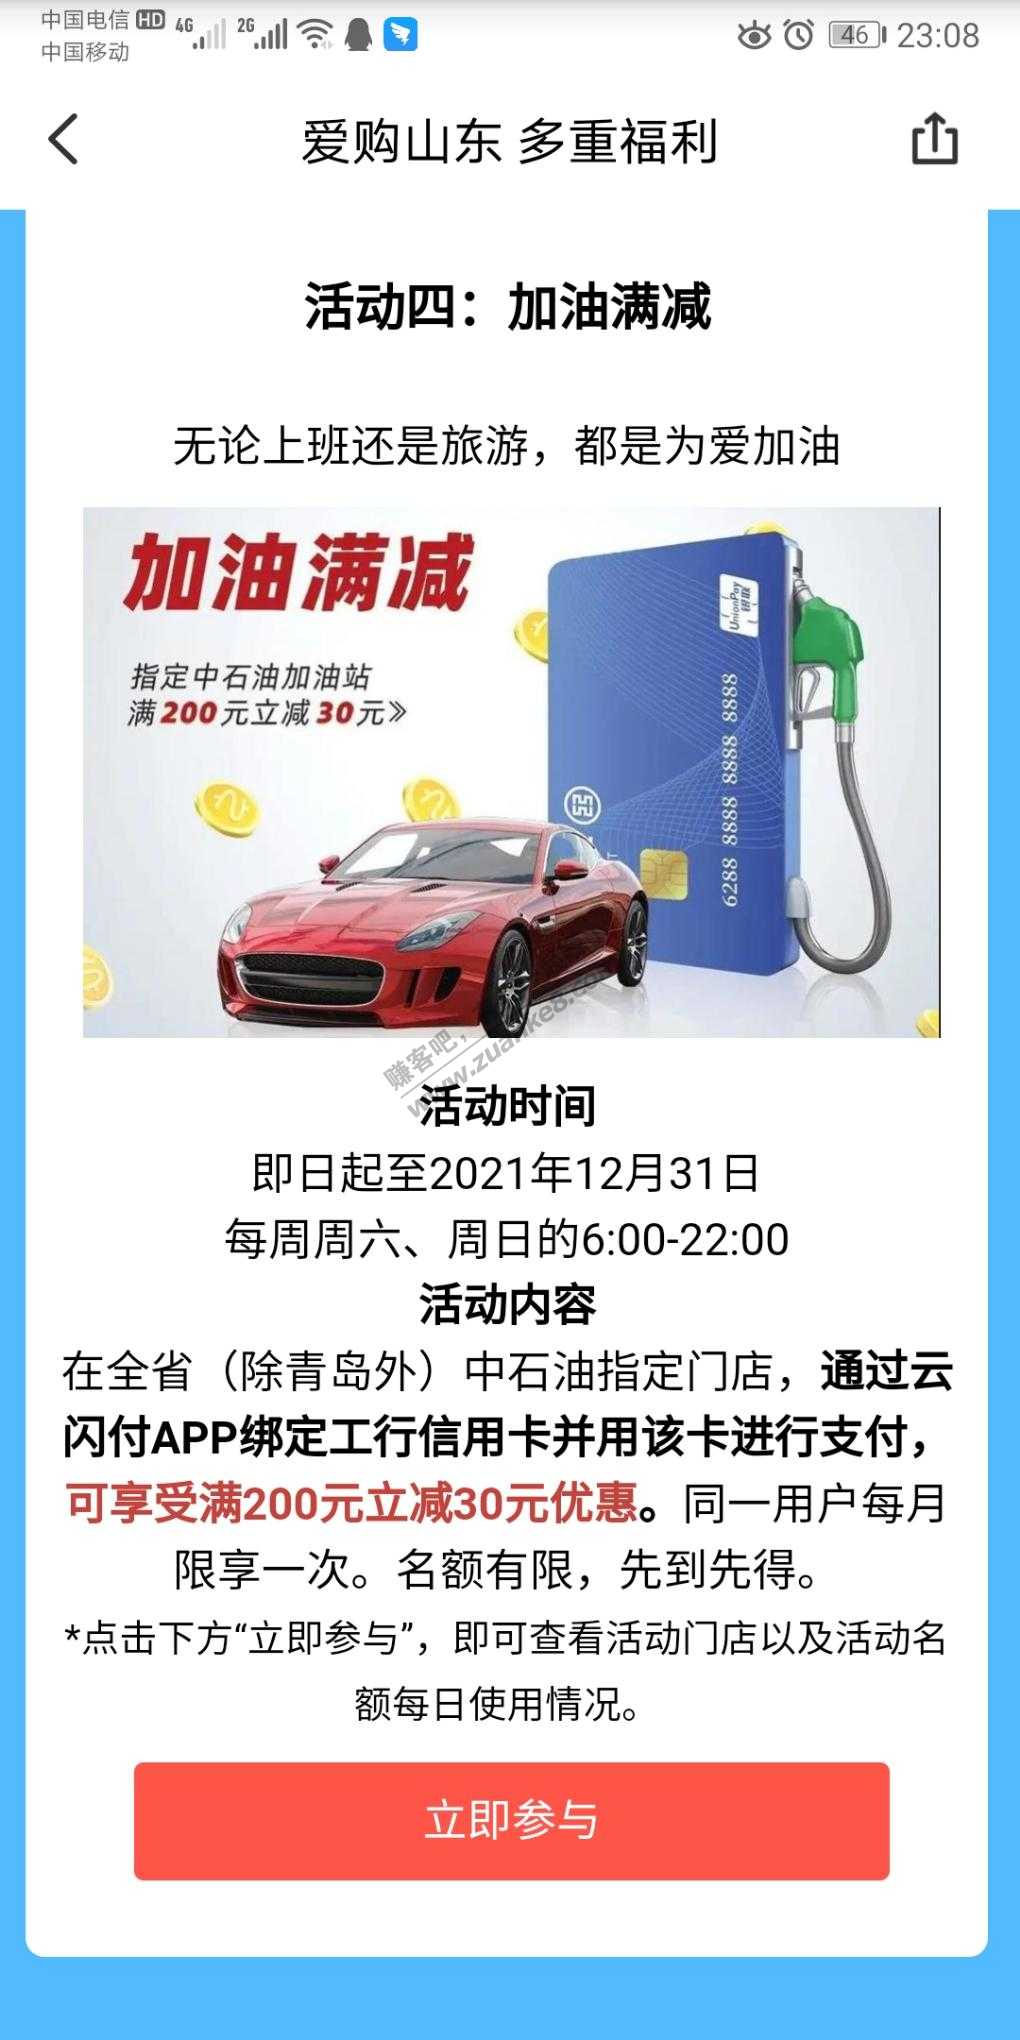 中国电信 HD 4G 2G 46 23:08
中国移动
爱购山东 多重福利
活动四：加油满减
无论上班还是旅游，都是为爱加油
加油满减
指定中石油加油站
满200元立减30元》
UnionPay
银联
6288 8888 8888 8888 8888
赚客吧，
www.zuanke8.com
活动时间
即日起至2021年12月31日
每周周六、周日的6:00-22:00
活动内容
在全省（除青岛外）中石油指定门店，通过云
闪付APP绑定工行信用卡并用该卡进行支付，
可享受满200元立减30元优惠。同一用户每月
限享一次。名额有限，先到先得。
*点击下方“立即参与”，即可查看活动门店以及活动名
额每日使用情况。
立即参与